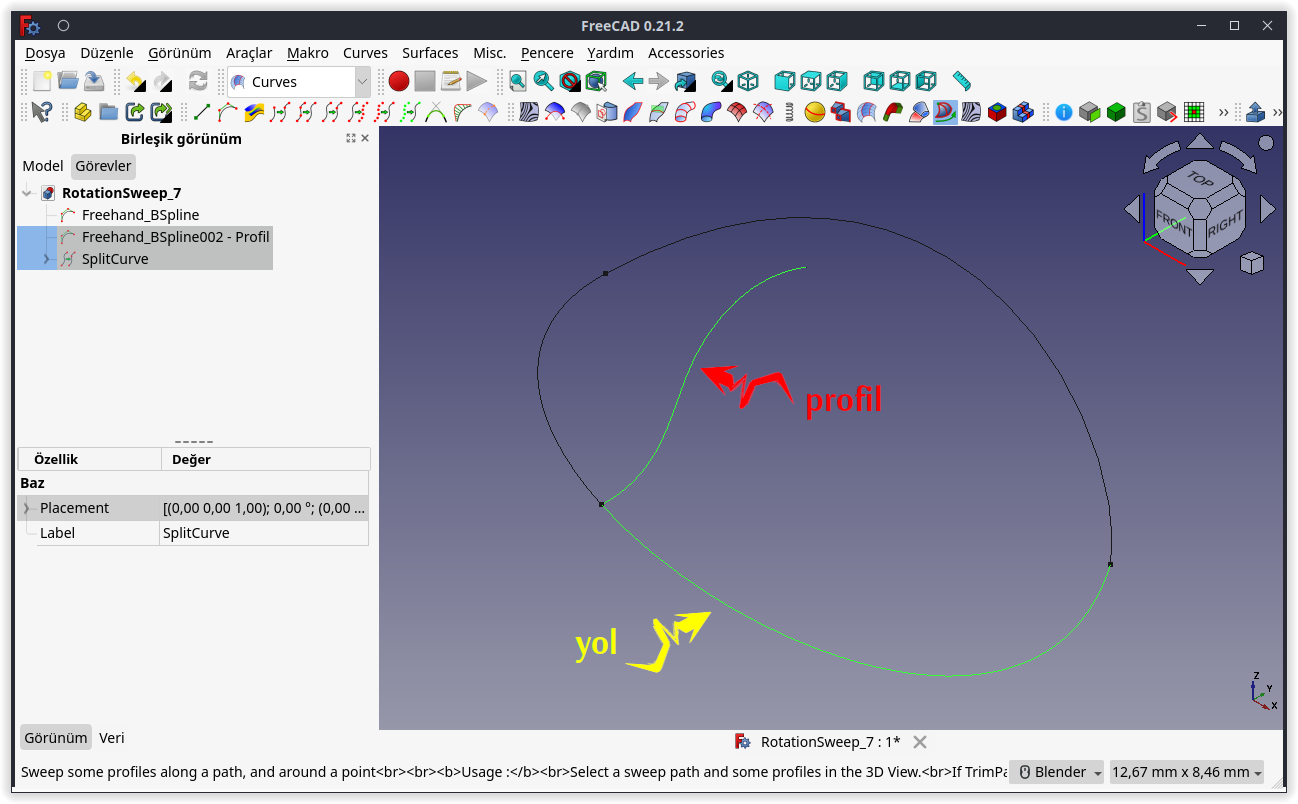 FreeCAD 0.21.2
Dosya Düzenle Görünüm Araçlar Makro Curves Surfaces Misc. Pencere Yardım Accessories
Curves
Birleşik görünüm
Model Görevler
TOP
FRONT RIGHT
RotationSweep_7
Freehand_BSpline
Freehand_BSpline002 - Profil
SplitCurve
profil
Özellik Değer
Baz
Placement [(0,00 0,00 1,00); 0,00 °; (0,00 ...
Label SplitCurve
yol
Z
Y
X
Görünüm Veri
RotationSweep_7 : 1*
Sweep some profiles along a path, and around a point<br><br><b>Usage :</b><br>Select a sweep path and some profiles in the 3D View.<br>If TrimPa Blender 12,67 mm x 8,46 mm